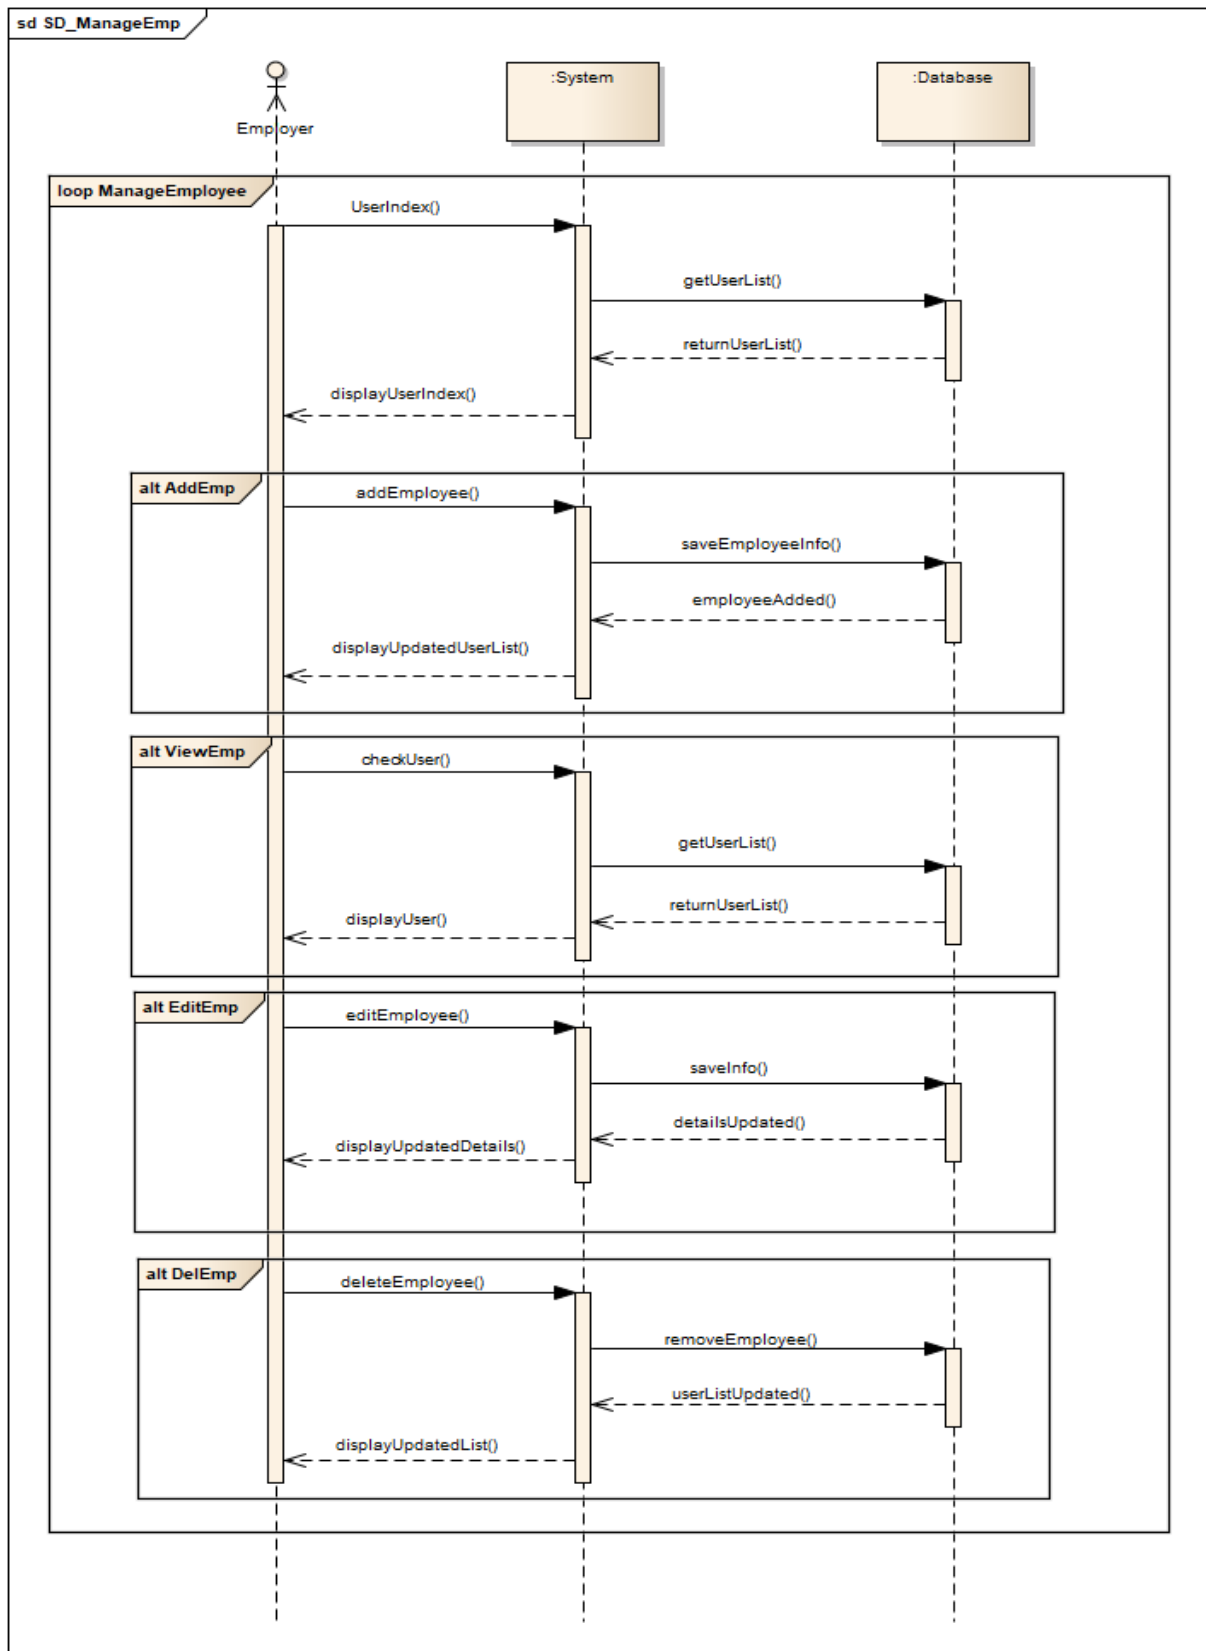 sd SD_ManageEmp
:System
:Database
Employer
loop ManageEmployee
UserIndex()
getUserList()
returnUserList()
displayUserIndex()
alt AddEmp
addEmployee()
saveEmployeeInfo()
employeeAdded()
displayUpdatedUserList()
alt ViewEmp
checkUser()
getUserList()
returnUserList()
displayUser()
alt EditEmp
editEmployee()
saveInfo()
detailsUpdated()
displayUpdatedDetails()
alt DelEmp
deleteEmployee()
removeEmployee()
userListUpdated()
displayUpdatedList()